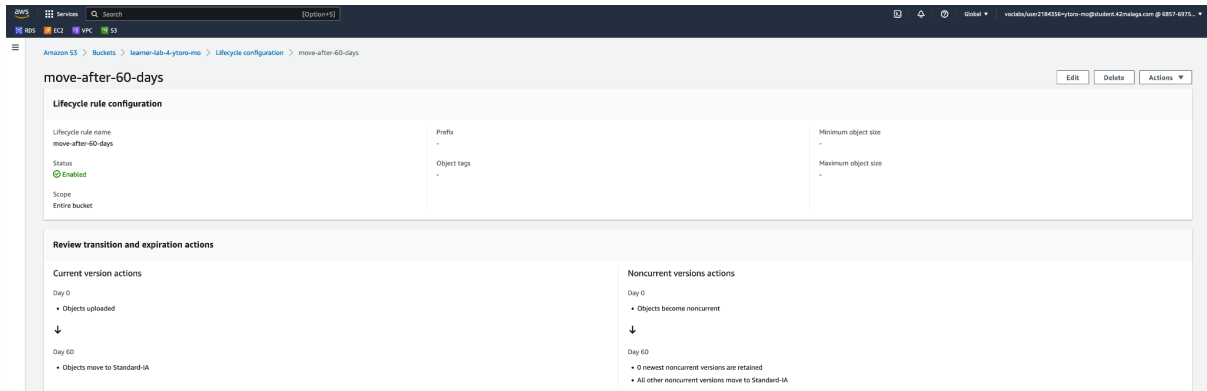 aws
Services
Search
[Option+S]
Global
voclabs/user2184356=ytoro-mo@student.42malaga.com @ 6857-6975...
RDS
EC2
VPC
S3
Amazon S3 > Buckets > learner-lab-4-ytoro-mo > Lifecycle configuration > move-after-60-days
move-after-60-days
Edit
Delete
Actions
Lifecycle rule configuration
Lifecycle rule name
move-after-60-days
Status
Enabled
Scope
Entire bucket
Prefix
-
Object tags
-
Minimum object size
-
Maximum object size
-
Review transition and expiration actions
Current version actions
Day 0
• Objects uploaded
↓
Day 60
• Objects move to Standard-IA
Noncurrent versions actions
Day 0
• Objects become noncurrent
↓
Day 60
• 0 newest noncurrent versions are retained
• All other noncurrent versions move to Standard-IA